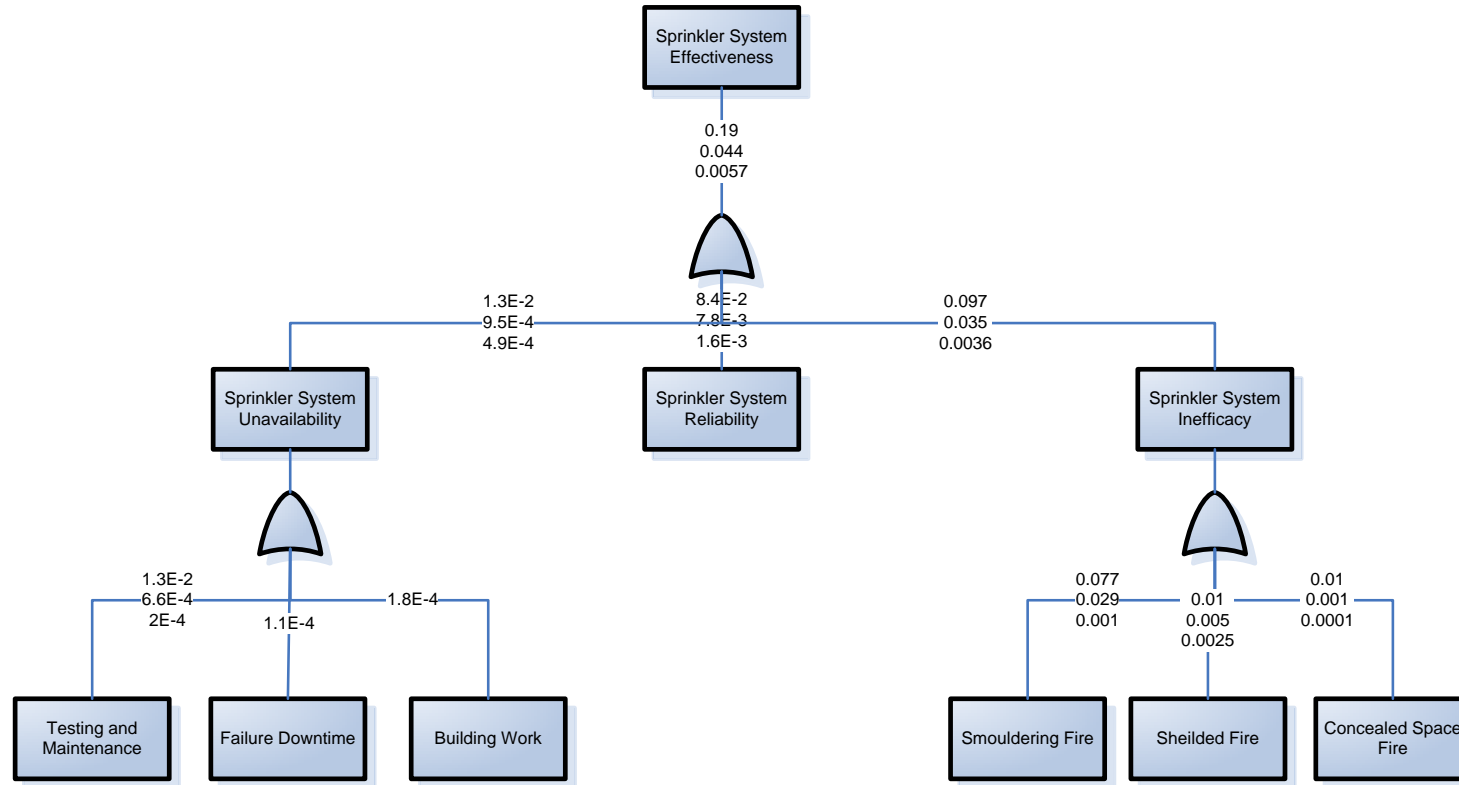 Sprinkler System
Effectiveness
0.19
0.044
0.0057
1.3E-2
9.5E-4
4.9E-4
8.4E-2
7.8E-3
1.6E-3
0.097
0.035
0.0036
Sprinkler System
Unavailability
Sprinkler System
Reliability
Sprinkler System
Inefficacy
1.3E-2
6.6E-4
2E-4
1.1E-4
1.8E-4
0.077
0.029
0.001
0.01
0.005
0.0025
0.01
0.001
0.0001
Testing and
Maintenance
Failure Downtime
Building Work
Smouldering Fire
Sheilded Fire
Concealed Space
Fire